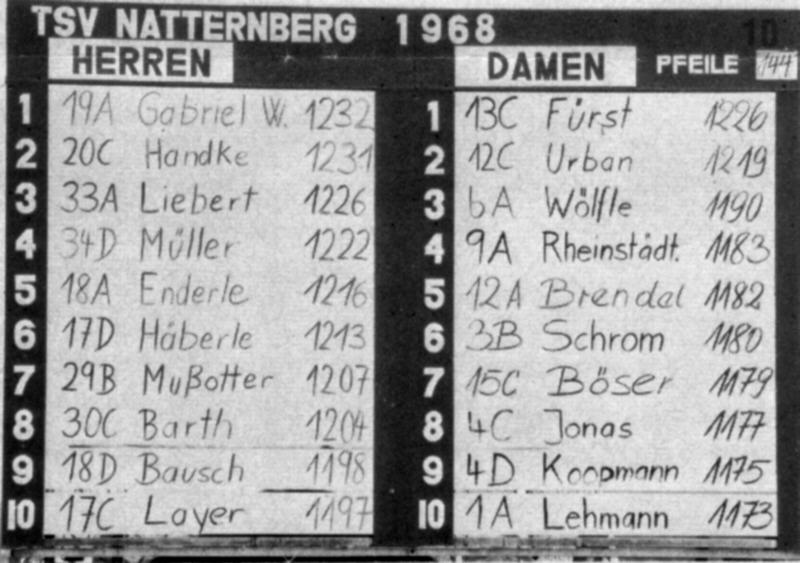 TSV NATTERNBERG 1968 10
HERREN
1 19A Gabriel W. 1232
2 20C Handke 1231
3 33A Liebert 1226
4 34D Müller 1222
5 18A Enderle 1216
6 17D Häberle 1213
7 29B Mußotter 1207
8 30C Barth 1204
9 18D Bausch 1198
10 17C Layer 1197
DAMEN PFEILE 144
1 13C Fürst 1226
2 12C Urban 1219
3 6A Wölfle 1190
4 9A Rheinstädt. 1183
5 12A Brendel 1182
6 3B Schrom 1180
7 15C Böser 1179
8 4C Jonas 1177
9 4D Koopmann 1175
10 1A Lehmann 1173